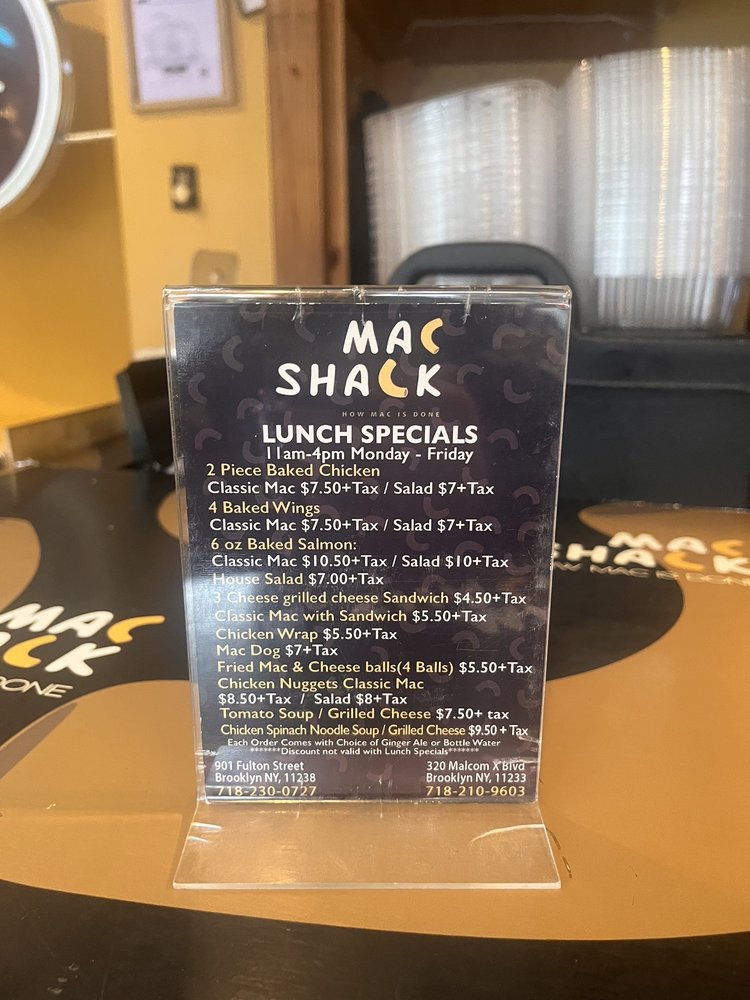 MAC
SHACK
HOW MAC IS DONE
LUNCH SPECIALS
11am-4pm Monday - Friday
2 Piece Baked Chicken
Classic Mac $7.50+Tax / Salad $7+Tax
4 Baked Wings
Classic Mac $7.50+Tax / Salad $7+Tax
6 oz Baked Salmon:
Classic Mac $10.50+Tax / Salad $10+Tax
House Salad $7.00+Tax
3 Cheese grilled cheese Sandwich $4.50+Tax
Classic Mac with Sandwich $5.50+Tax
Chicken Wrap $5.50+Tax
Mac Dog $7+Tax
Fried Mac & Cheese balls(4 Balls) $5.50+Tax
Chicken Nuggets Classic Mac
$8.50+Tax / Salad $8+Tax
Tomato Soup / Grilled Cheese $7.50+ tax
Chicken Spinach Noodle Soup / Grilled Cheese $9.50 + Tax
Each Order Comes with Choice of Ginger Ale or Bottle Water
*******Discount not valid with Lunch Specials*******
901 Fulton Street
Brooklyn NY, 11238
718-230-0727
320 Malcom X Blvd
Brooklyn NY, 11233
718-210-9603
MAC
ACK
DONE
MAC
SHACK
HOW MAC IS DONE